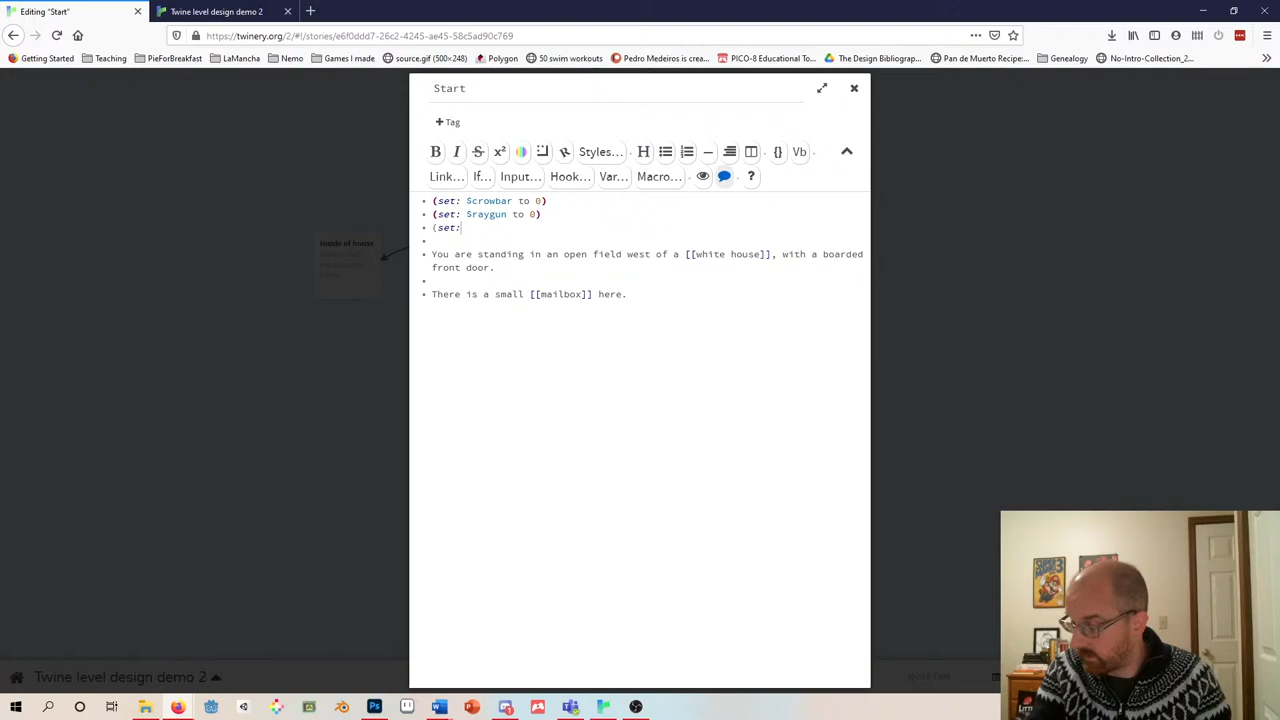 Editing "Start"
Twine level design demo 2
https://twinery.org/2/#!/stories/e6f0ddd7-26c2-4245-ae45-58c5ad90c769
Getting Started Teaching PieForBreakfast LaMancha Nemo Games I made source.gif (500×248) Polygon 50 swim workouts Pedro Medeiros is crea... PICO-8 Educational To... The Design Bibliograp... Pan de Muerto Recipe:... Genealogy No-Intro-Collection_2...
Start
+ Tag
B I S x² Styles... H {} Vb
Link... If... Input... Hook... Var... Macro... ?
(set: $crowbar to 0)
(set: $raygun to 0)
(set:
You are standing in an open field west of a [[white house]], with a boarded
front door.
There is a small [[mailbox]] here.
Inside of house
Twine level design demo 2
Quick Find